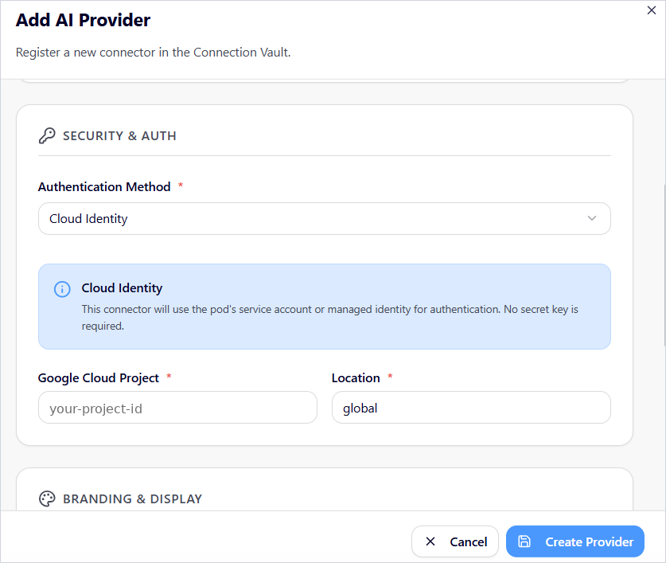 Add AI Provider
Register a new connector in the Connection Vault.
SECURITY & AUTH
Authentication Method *
Cloud Identity
Cloud Identity
This connector will use the pod's service account or managed identity for authentication. No secret key is
required.
Google Cloud Project * Location *
your-project-id global
BRANDING & DISPLAY
Cancel Create Provider